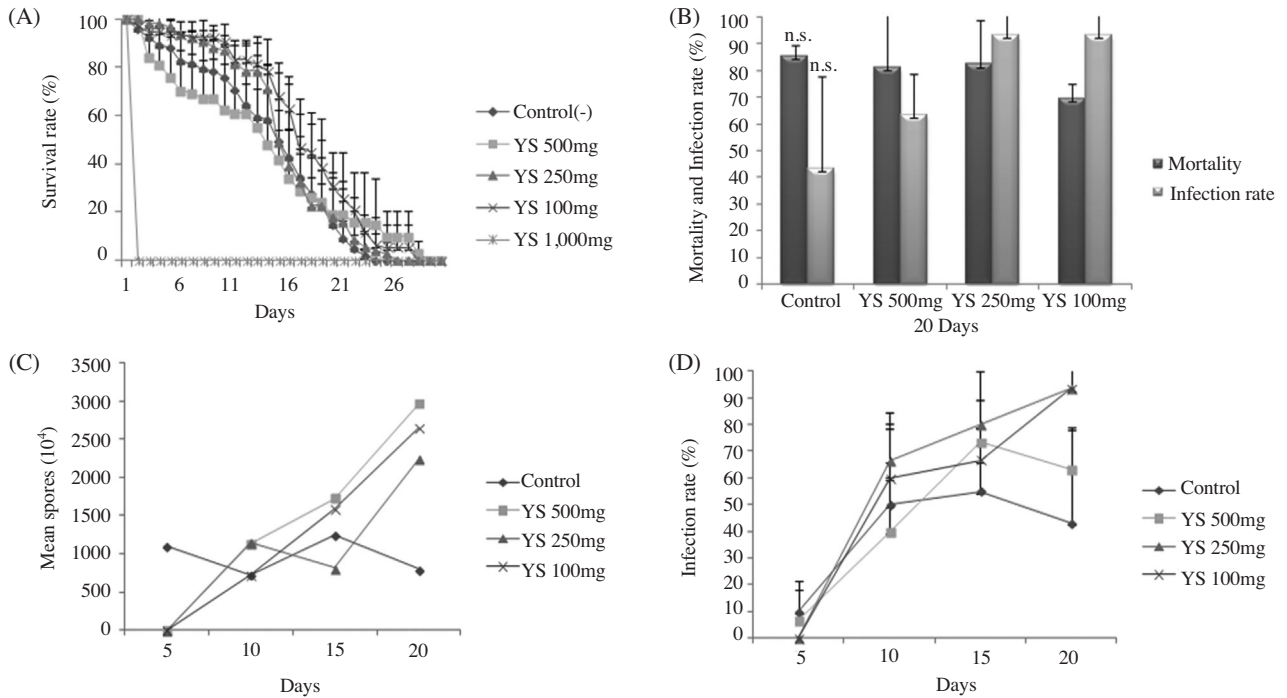 (A)
100
80
60
40
20
0
Survival rate (%)
1 6 11 16 21 26
Days
Control(-)
YS 500mg
YS 250mg
YS 100mg
YS 1,000mg
(B)
100
90
80
70
60
50
40
30
20
10
0
Mortality and Infection rate (%)
n.s.
n.s.
Control YS 500mg YS 250mg YS 100mg
20 Days
Mortality
Infection rate
(C)
3500
3000
2500
2000
1500
1000
500
0
Mean spores (10⁴)
5 10 15 20
Days
Control
YS 500mg
YS 250mg
YS 100mg
(D)
100
90
80
70
60
50
40
30
20
10
0
Infection rate (%)
5 10 15 20
Days
Control
YS 500mg
YS 250mg
YS 100mg